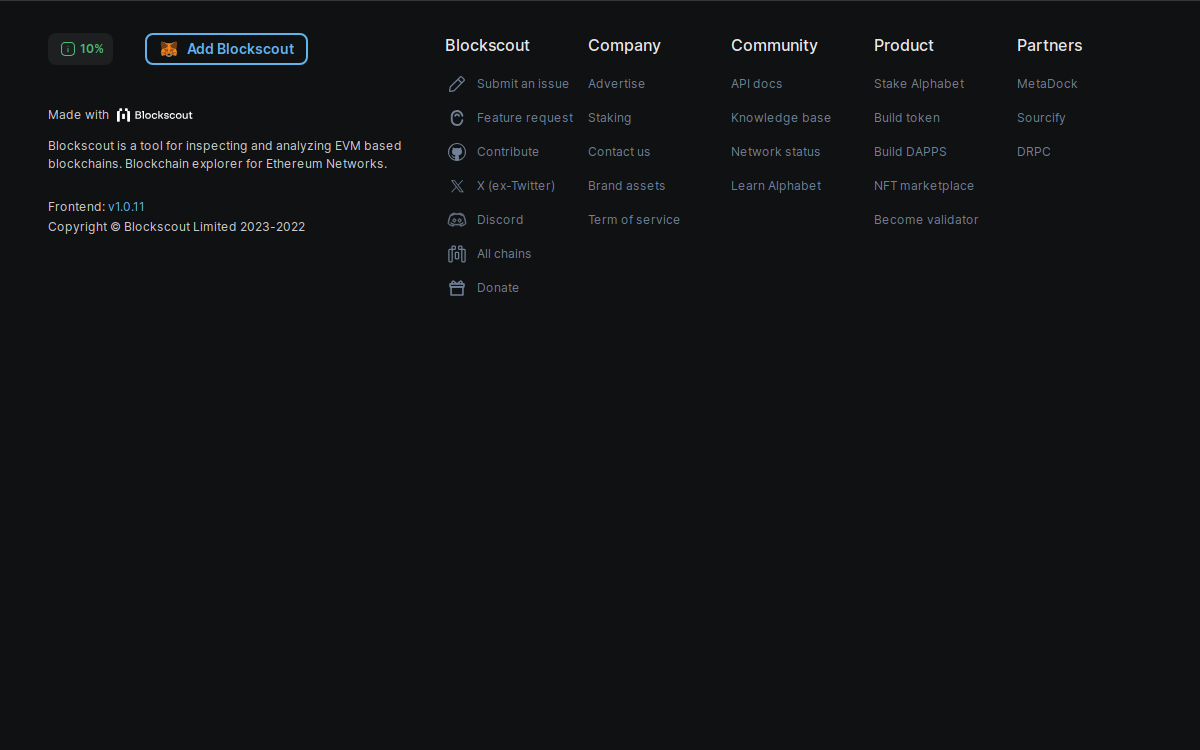 10%
Add Blockscout
Made with Blockscout
Blockscout is a tool for inspecting and analyzing EVM based
blockchains. Blockchain explorer for Ethereum Networks.
Frontend: v1.0.11
Copyright © Blockscout Limited 2023-2022
Blockscout
Submit an issue
Feature request
Contribute
X (ex-Twitter)
Discord
All chains
Donate
Company
Advertise
Staking
Contact us
Brand assets
Term of service
Community
API docs
Knowledge base
Network status
Learn Alphabet
Product
Stake Alphabet
Build token
Build DAPPS
NFT marketplace
Become validator
Partners
MetaDock
Sourcify
DRPC